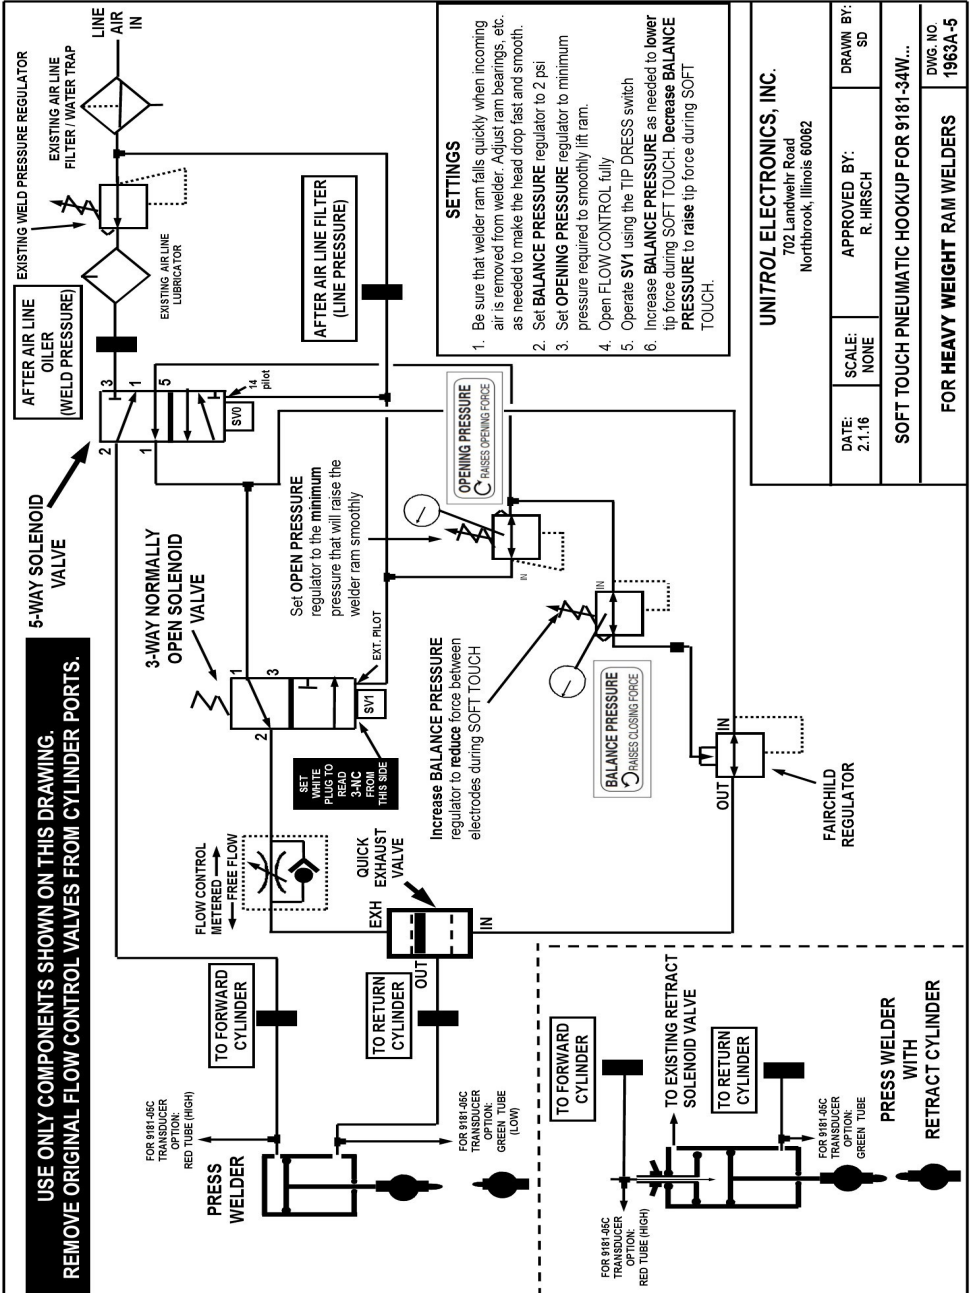 USE ONLY COMPONENTS SHOWN ON THIS DRAWING.
REMOVE ORIGINAL FLOW CONTROL VALVES FROM CYLINDER PORTS.
5-WAY SOLENOID
VALVE
AFTER AIR LINE
OILER
(WELD PRESSURE)
EXISTING WELD PRESSURE REGULATOR
EXISTING AIR LINE
FILTER / WATER TRAP
LINE
AIR
IN
EXISTING AIR LINE
LUBRICATOR
AFTER AIR LINE FILTER
(LINE PRESSURE)
2
3
1
1
5
14
pilot
SV0
3-WAY NORMALLY
OPEN SOLENOID
VALVE
1
2
3
SV1
EXT. PILOT
SET
WHITE
PLUG TO
READ
3-NC
FROM
THIS SIDE
Set OPEN PRESSURE
regulator to the minimum
pressure that will raise the
welder ram smoothly
OPENING PRESSURE
RAISES OPENING FORCE
IN
FLOW CONTROL
METERED
FREE FLOW
QUICK
EXHAUST
VALVE
EXH
OUT
IN
Increase BALANCE PRESSURE
regulator to reduce force between
electrodes during SOFT TOUCH
BALANCE PRESSURE
RAISES CLOSING FORCE
IN
OUT
IN
FAIRCHILD
REGULATOR
TO FORWARD
CYLINDER
TO RETURN
CYLINDER
FOR 9181-05C
TRANSDUCER
OPTION:
RED TUBE (HIGH)
FOR 9181-05C
TRANSDUCER
OPTION:
GREEN TUBE
(LOW)
PRESS
WELDER
TO FORWARD
CYLINDER
TO EXISTING RETRACT
SOLENOID VALVE
TO RETURN
CYLINDER
FOR 9181-05C
TRANSDUCER
OPTION:
RED TUBE (HIGH)
FOR 9181-05C
TRANSDUCER
OPTION:
GREEN TUBE
PRESS WELDER
WITH
RETRACT CYLINDER
SETTINGS
1. Be sure that welder ram falls quickly when incoming
air is removed from welder. Adjust ram bearings, etc.
as needed to make the head drop fast and smooth.
2. Set BALANCE PRESSURE regulator to 2 psi
3. Set OPENING PRESSURE regulator to minimum
pressure required to smoothly lift ram.
4. Open FLOW CONTROL fully
5. Operate SV1 using the TIP DRESS switch
6. Increase BALANCE PRESSURE as needed to lower
tip force during SOFT TOUCH. Decrease BALANCE
PRESSURE to raise tip force during SOFT
TOUCH.
UNITROL ELECTRONICS, INC.
702 Landwehr Road
Northbrook, Illinois 60062
DATE:
2.1.16
SCALE:
NONE
APPROVED BY:
R. HIRSCH
DRAWN BY:
SD
SOFT TOUCH PNEUMATIC HOOKUP FOR 9181-34W...
FOR HEAVY WEIGHT RAM WELDERS
DWG. NO.
1963A-5